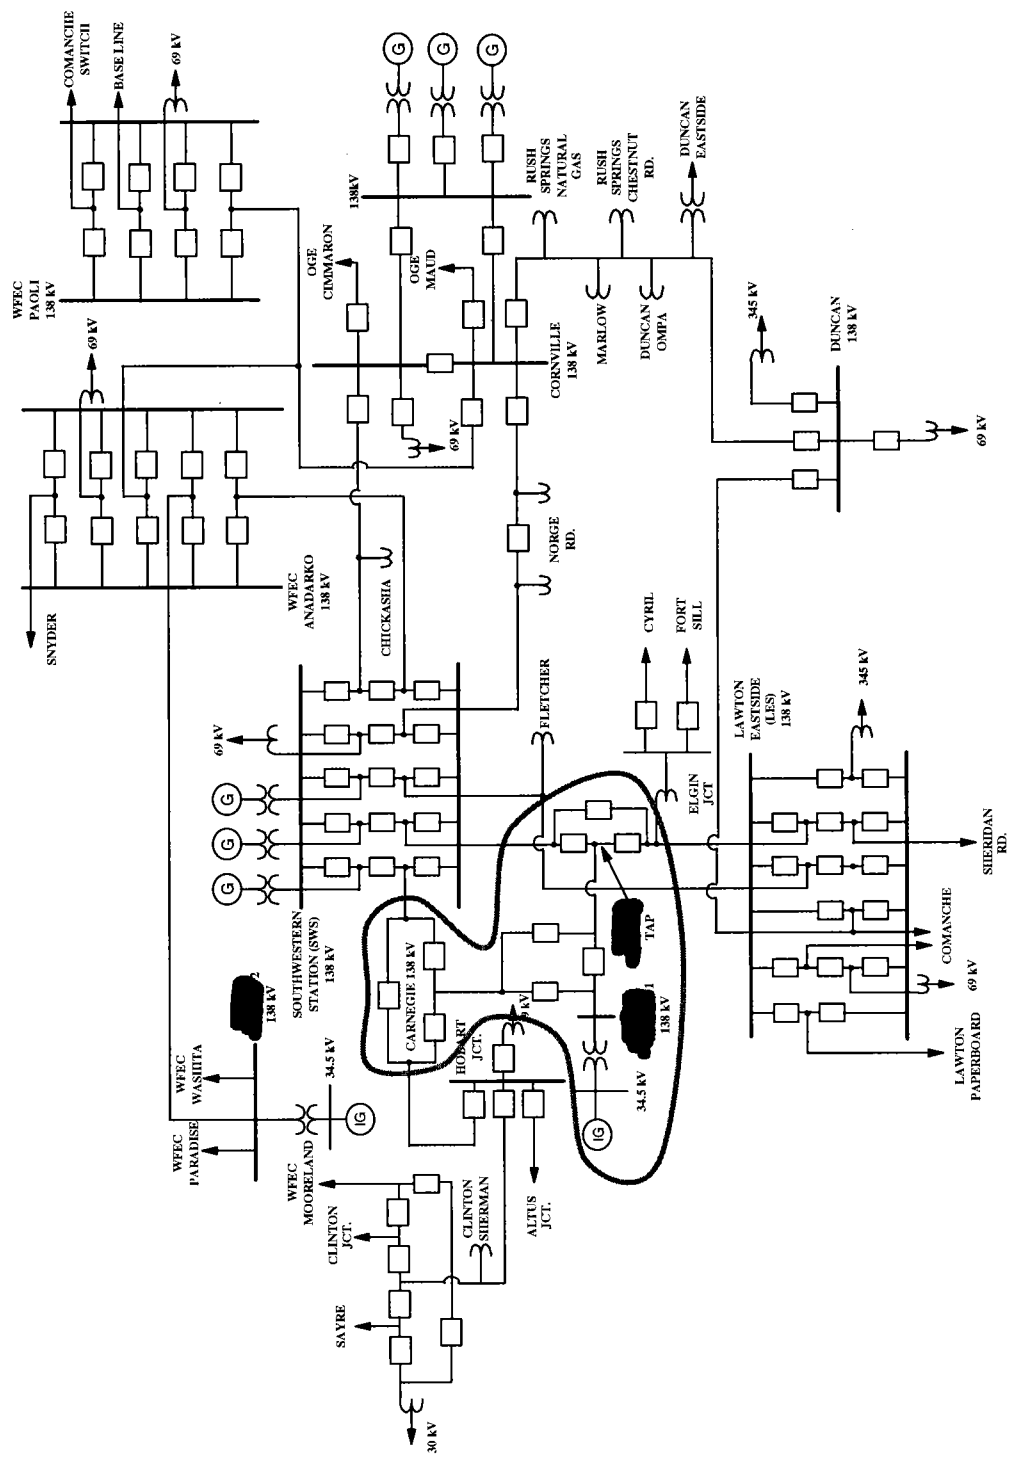 COMANCHE
SWITCH
BASE LINE
69 kV
G
G
G
WFEC
PAOLI
138 kV
138kV
RUSH
SPRINGS
NATURAL
GAS
RUSH
SPRINGS
CHESTNUT
RD.
DUNCAN
EASTSIDE
OGE
CIMMARON
OGE
MAUD
69 kV
CORNVILLE
138 kV
MARLOW
DUNCAN
OMPA
345 kV
DUNCAN
138 kV
69 kV
69 kV
SNYDER
WFEC
ANADARKO
138 kV
CHICKASHA
NORGE
RD.
CYRIL
FORT
SILL
FLETCHER
ELGIN
JCT
LAWTON
EASTSIDE
(LES)
138 kV
345 kV
69 kV
G
G
G
SOUTHWESTERN
STATION (SWS)
138 kV
CARNEGIE 138 kV
TAP
SHERIDAN
RD.
COMANCHE
69 kV
LAWTON
PAPERBOARD
2
138 kV
WFEC
WASHITA
WFEC
PARADISE
34.5 kV
IG
HOBART
JCT.
9 kV
1
138 kV
34.5 kV
IG
ALTUS
JCT.
WFEC
MOORELAND
CLINTON
JCT.
CLINTON
SHERMAN
SAYRE
30 kV